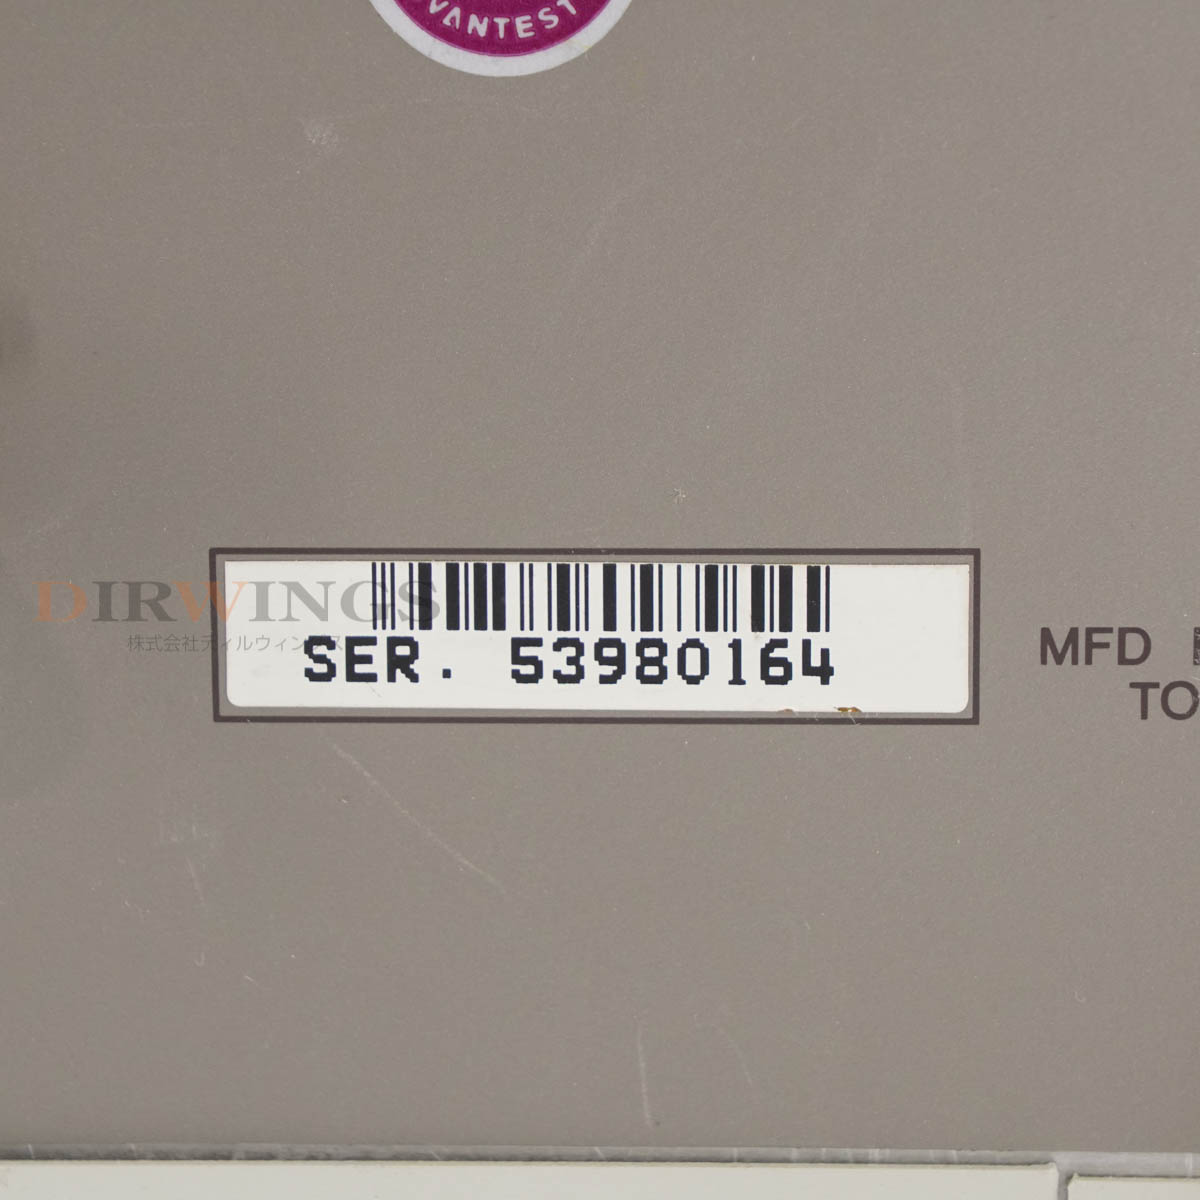 VANTEST
DIRWINGS
株式会社ディルウィングス
SER. 53980164
MFD
TO